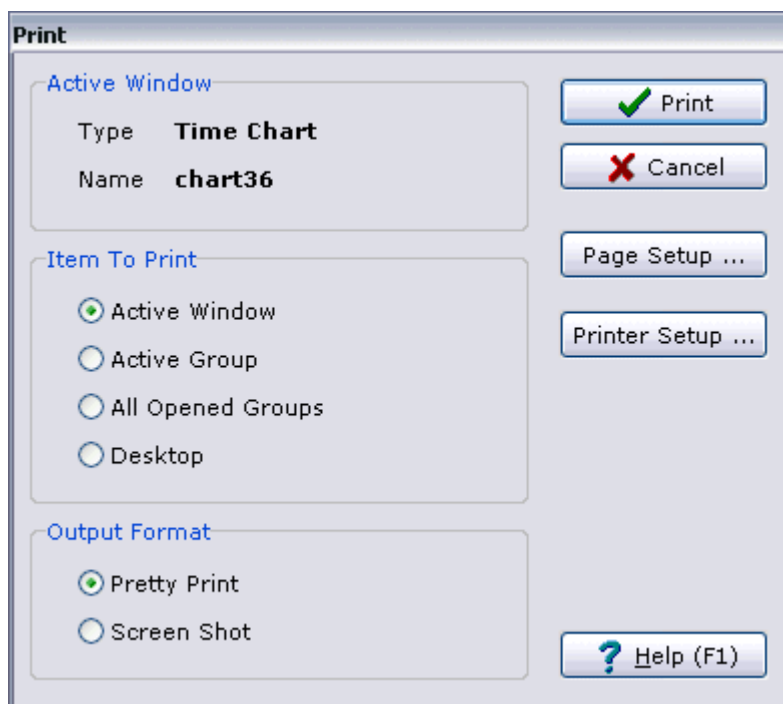 Print
Active Window
Type Time Chart
Name chart36
Item To Print
Active Window
Active Group
All Opened Groups
Desktop
Output Format
Pretty Print
Screen Shot
Print
Cancel
Page Setup ...
Printer Setup ...
Help (F1)